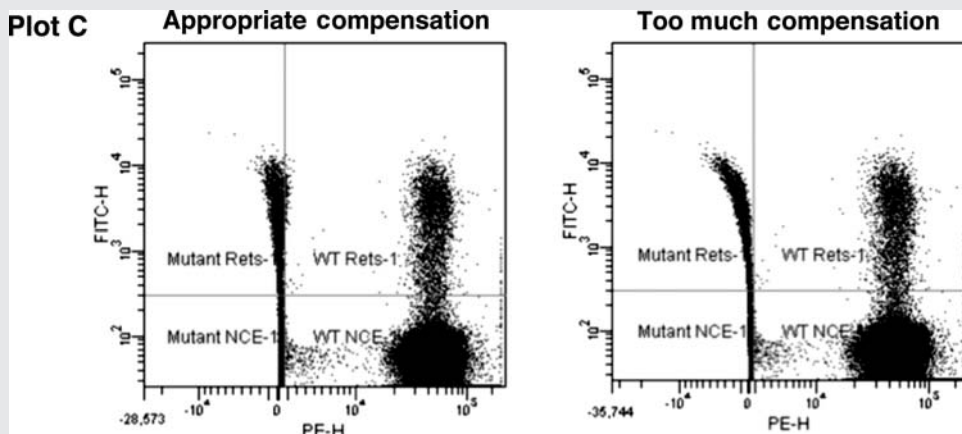 Plot C
Appropriate compensation
10^5
10^4
10^3
10^2
FITC-H
Mutant Rets-1
WT Rets-1
Mutant NCE-1
WT NCE
-28,573
-10^4
0
10^4
10^5
PE-H
Too much compensation
10^5
10^4
10^3
10^2
FITC-H
Mutant Rets-
WT Rets-1
Mutant NCE-1
WT NCE
-35,744
-10^4
0
10^4
10^5
PE-H